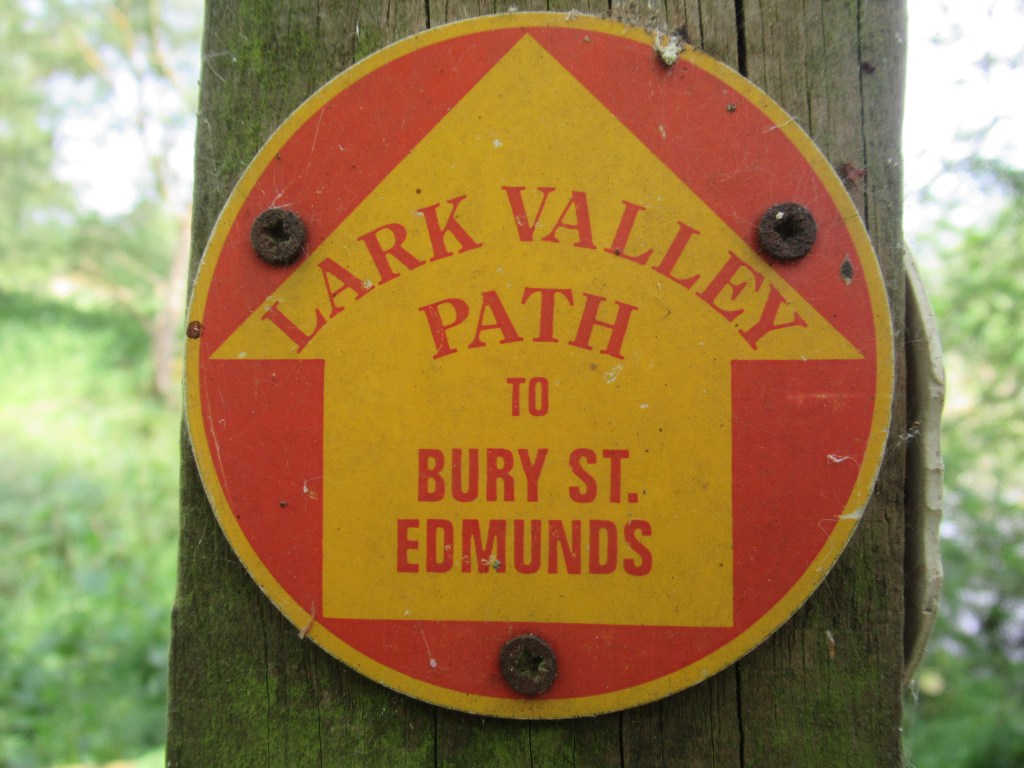 LARK VALLEY
PATH
TO
BURY ST.
EDMUNDS